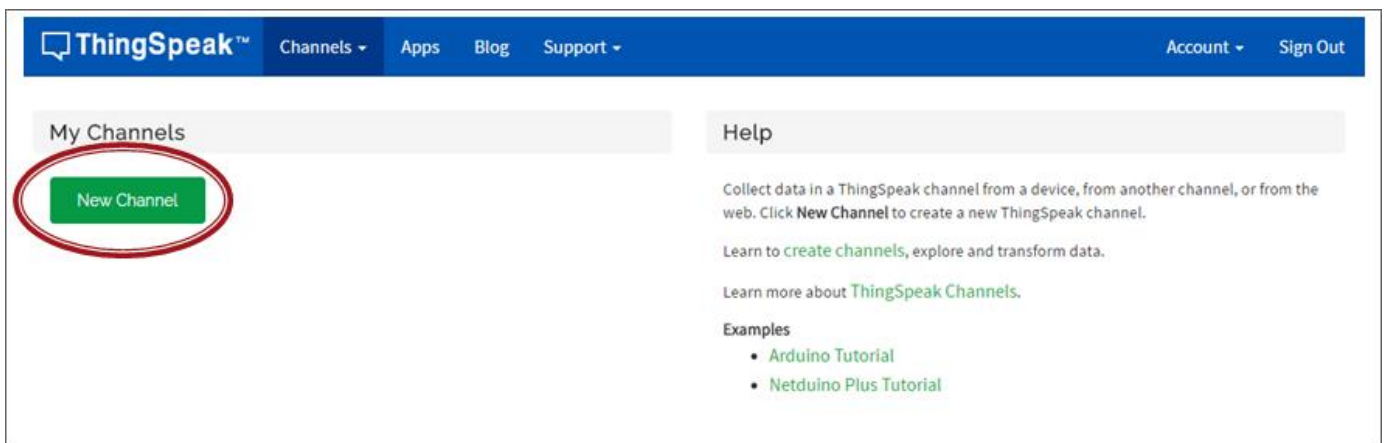 ThingSpeak™ Channels Apps Blog Support Account Sign Out
My Channels
New Channel
Help
Collect data in a ThingSpeak channel from a device, from another channel, or from the
web. Click New Channel to create a new ThingSpeak channel.
Learn to create channels, explore and transform data.
Learn more about ThingSpeak Channels.
Examples
• Arduino Tutorial
• Netduino Plus Tutorial